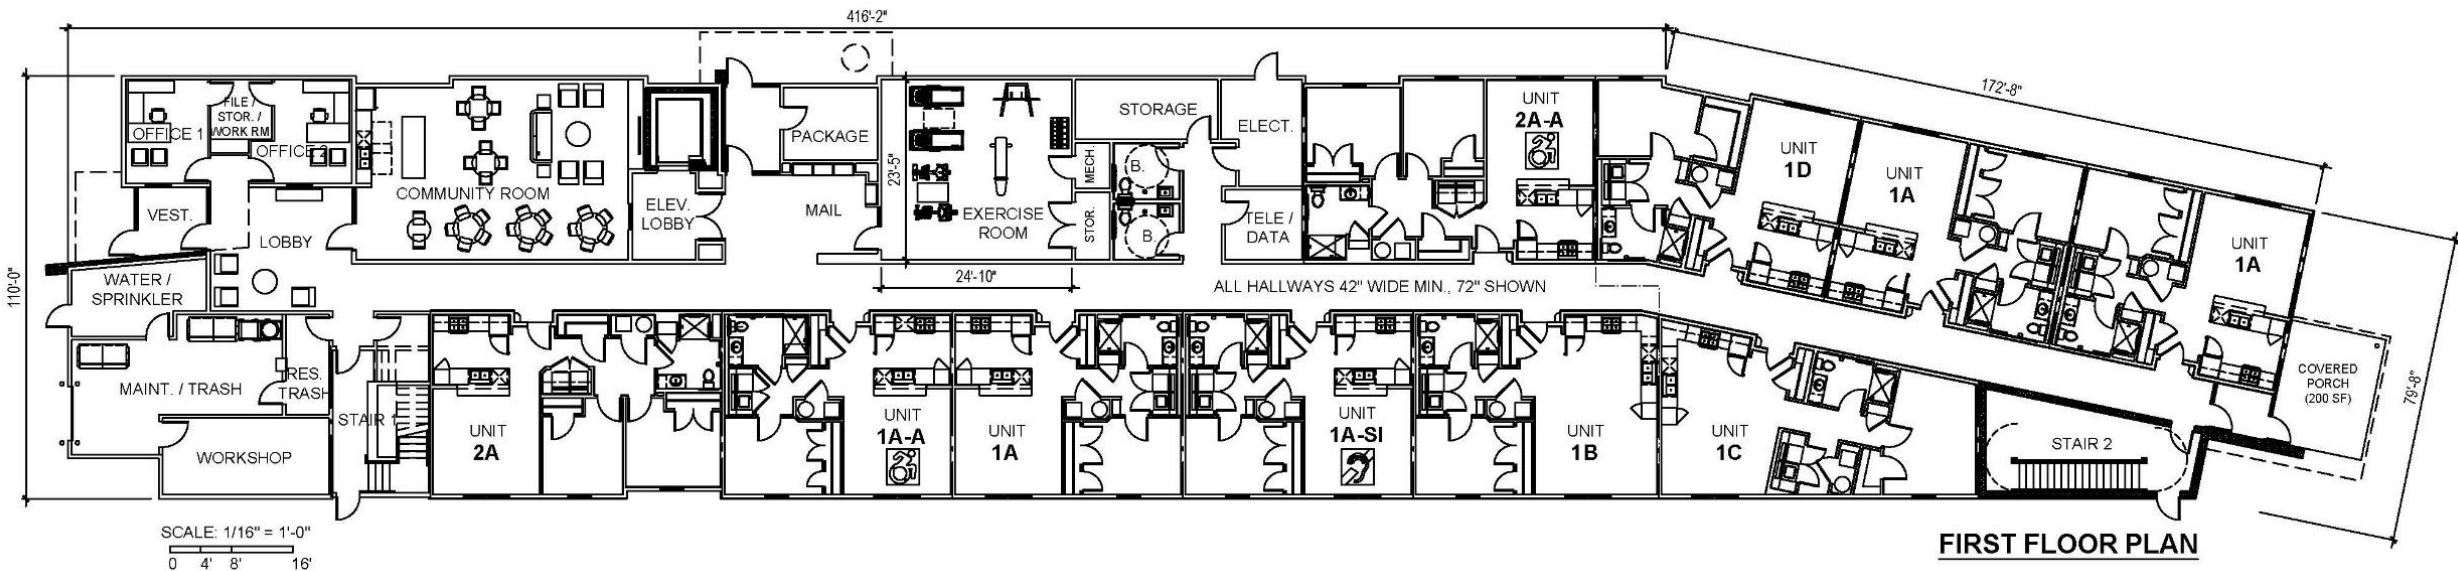 416'-2"
172'-8"
110'-0"
79'-8"
OFFICE 1
FILE /
STOR. /
WORK RM
OFFICE 2
COMMUNITY ROOM
VEST.
LOBBY
ELEV.
LOBBY
PACKAGE
MAIL
23'-5"
EXERCISE
ROOM
24'-10"
MECH.
STOR.
STORAGE
B.
B
ELECT.
TELE /
DATA
UNIT
2A-A
UNIT
1D
UNIT
1A
UNIT
1A
COVERED
PORCH
(200 SF)
ALL HALLWAYS 42" WIDE MIN., 72" SHOWN
WATER /
SPRINKLER
MAINT. / TRASH
RES.
TRASH
WORKSHOP
STAIR 1
UNIT
2A
UNIT
1A-A
UNIT
1A
UNIT
1A-SI
UNIT
1B
UNIT
1C
STAIR 2
SCALE: 1/16" = 1'-0"
0 4' 8' 16'
FIRST FLOOR PLAN